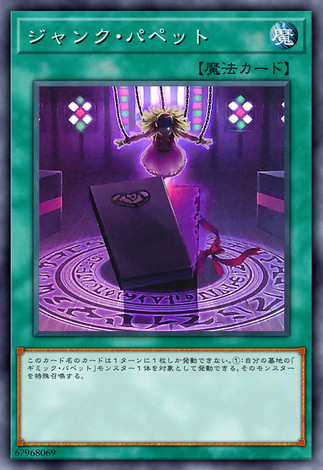 ジャンク・パペット
魔
【魔法カード】
このカード名のカードは１ターンに１枚しか発動できない。①：自分の墓地の「
ギミック・パペット」モンスター１体を対象として発動できる。そのモンスター
を特殊召喚する。
67968069